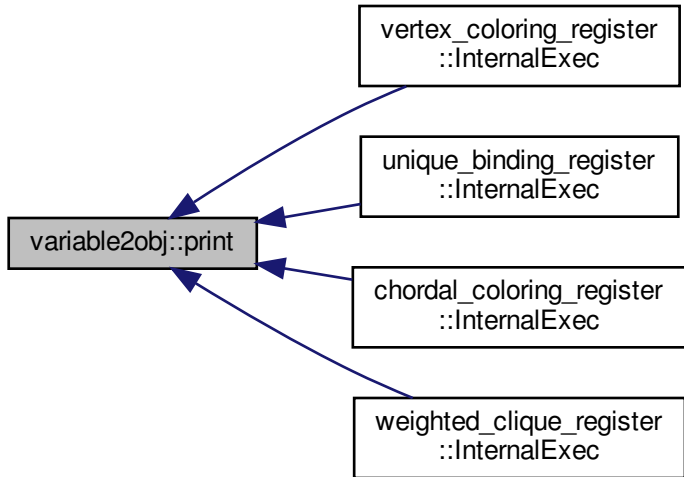 vertex_coloring_register
::InternalExec
unique_binding_register
::InternalExec
variable2obj::print
chordal_coloring_register
::InternalExec
weighted_clique_register
::InternalExec